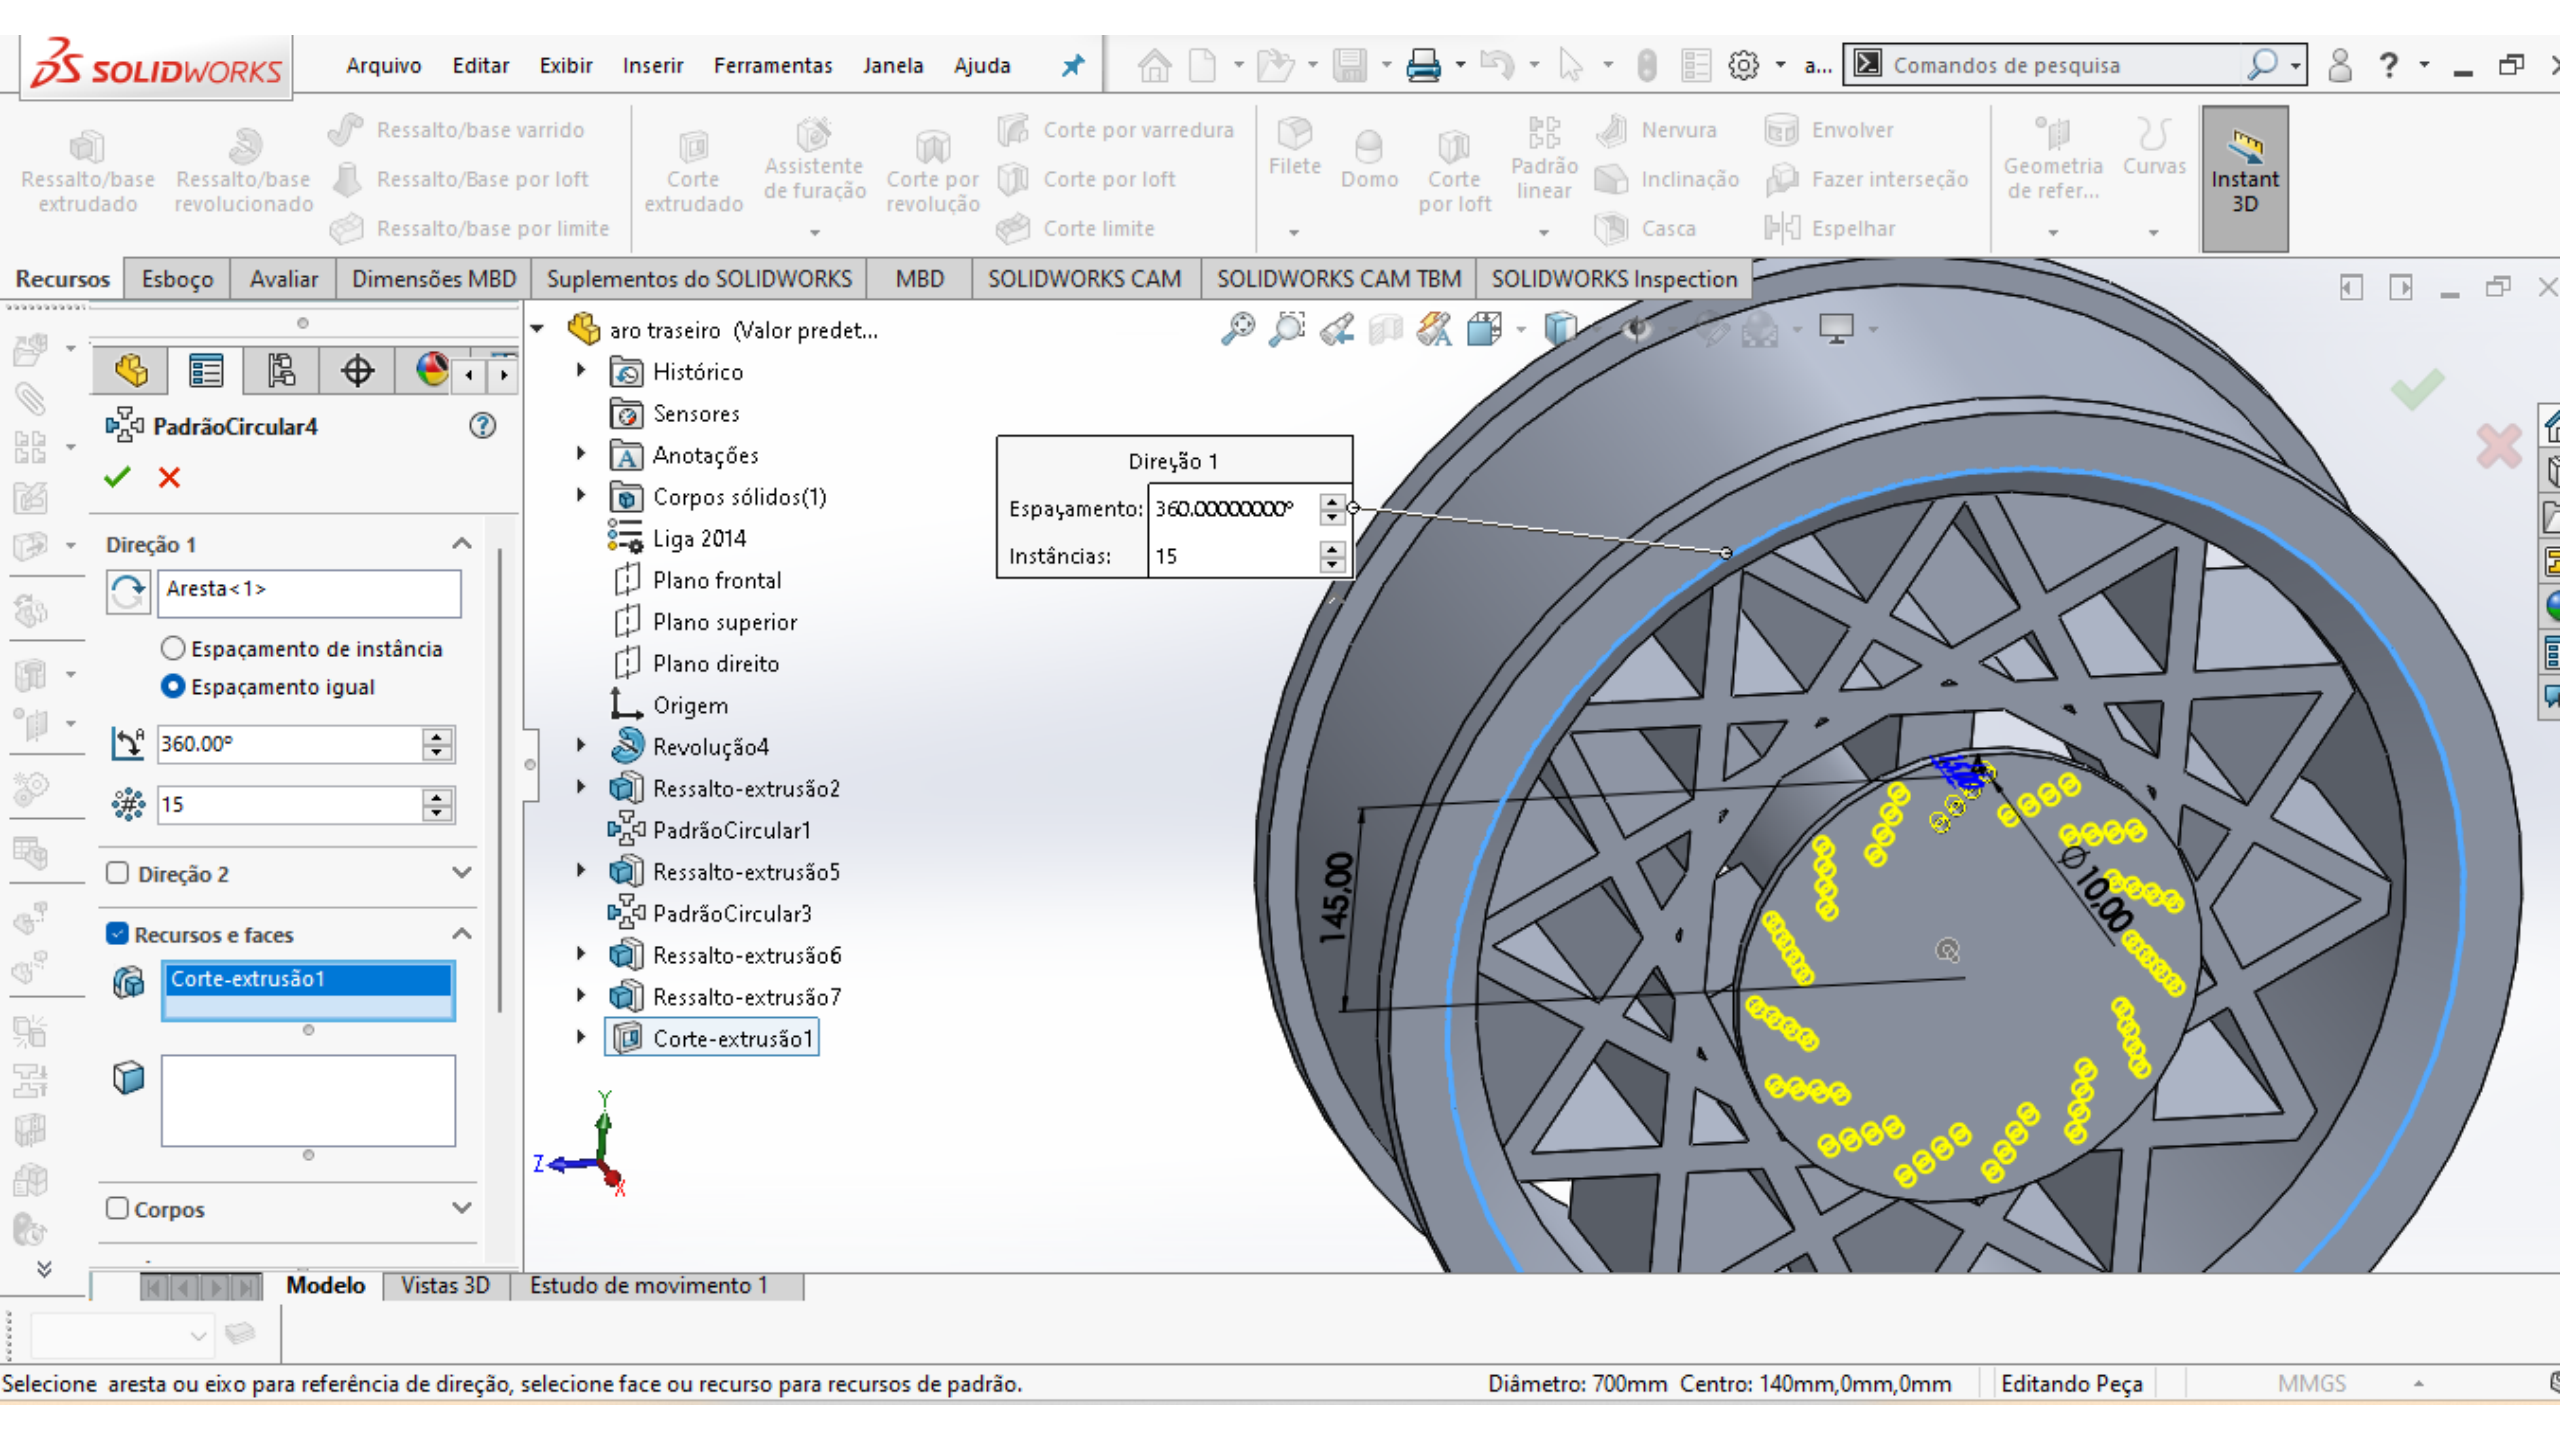 SOLIDWORKS
Arquivo Editar Exibir Inserir Ferramentas Janela Ajuda
a...
Comandos de pesquisa
?
Ressalto/base extrudado
Ressalto/base revolucionado
Ressalto/base varrido
Ressalto/Base por loft
Ressalto/base por limite
Corte extrudado
Assistente de furação
Corte por revolução
Corte por varredura
Corte por loft
Corte limite
Filete
Domo
Corte por loft
Padrão linear
Nervura
Inclinação
Casca
Envolver
Fazer interseção
Espelhar
Geometria de refer...
Curvas
Instant 3D
Recursos Esboço Avaliar Dimensões MBD Suplementos do SOLIDWORKS MBD SOLIDWORKS CAM SOLIDWORKS CAM TBM SOLIDWORKS Inspection
PadrãoCircular4
Direção 1
Aresta<1>
Espaçamento de instância
Espaçamento igual
360.00º
15
Direção 2
Recursos e faces
Corte-extrusão1
Corpos
aro traseiro (Valor predet...
Histórico
Sensores
Anotações
Corpos sólidos(1)
Liga 2014
Plano frontal
Plano superior
Plano direito
Origem
Revolução4
Ressalto-extrusão2
PadrãoCircular1
Ressalto-extrusão5
PadrãoCircular3
Ressalto-extrusão6
Ressalto-extrusão7
Corte-extrusão1
Y
Z
X
Direção 1
Espaçamento: 360.00000000º
Instâncias: 15
145,00
Ø 10,00
Modelo Vistas 3D Estudo de movimento 1
Selecione aresta ou eixo para referência de direção, selecione face ou recurso para recursos de padrão.
Diâmetro: 700mm Centro: 140mm,0mm,0mm
Editando Peça
MMGS